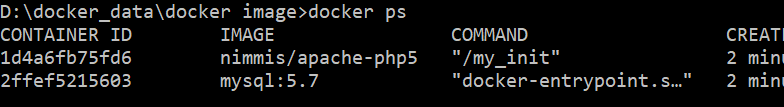 D:\docker_data\docker image>docker ps
CONTAINER ID IMAGE COMMAND CREATE
1d4a6fb75fd6 nimmis/apache-php5 "/my_init" 2 minu
2ffef5215603 mysql:5.7 "docker-entrypoint.s…" 2 minu